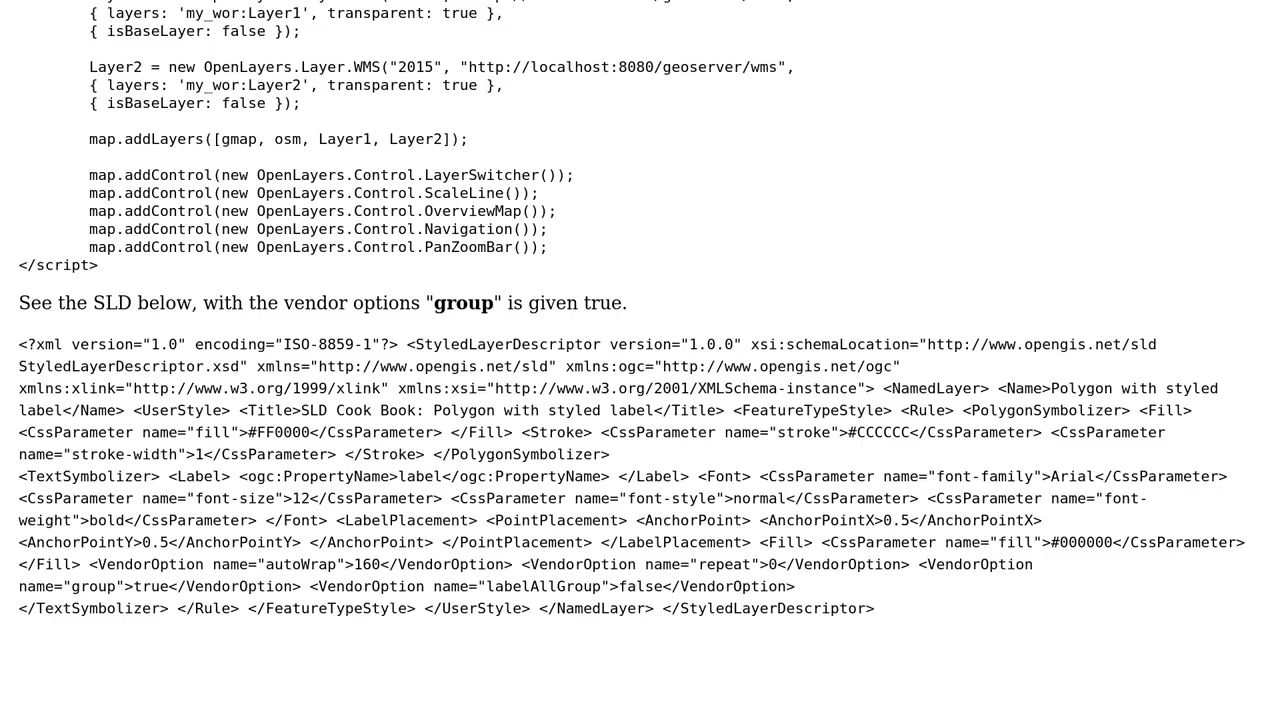 { layers: 'my_wor:Layer1', transparent: true },
{ isBaseLayer: false });
Layer2 = new OpenLayers.Layer.WMS("2015", "http://localhost:8080/geoserver/wms",
{ layers: 'my_wor:Layer2', transparent: true },
{ isBaseLayer: false });
map.addLayers([gmap, osm, Layer1, Layer2]);
map.addControl(new OpenLayers.Control.LayerSwitcher());
map.addControl(new OpenLayers.Control.ScaleLine());
map.addControl(new OpenLayers.Control.OverviewMap());
map.addControl(new OpenLayers.Control.Navigation());
map.addControl(new OpenLayers.Control.PanZoomBar());
</script>
See the SLD below, with the vendor options "group" is given true.
<?xml version="1.0" encoding="ISO-8859-1"?> <StyledLayerDescriptor version="1.0.0" xsi:schemaLocation="http://www.opengis.net/sld
StyledLayerDescriptor.xsd" xmlns="http://www.opengis.net/sld" xmlns:ogc="http://www.opengis.net/ogc"
xmlns:xlink="http://www.w3.org/1999/xlink" xmlns:xsi="http://www.w3.org/2001/XMLSchema-instance"> <NamedLayer> <Name>Polygon with styled
label</Name> <UserStyle> <Title>SLD Cook Book: Polygon with styled label</Title> <FeatureTypeStyle> <Rule> <PolygonSymbolizer> <Fill>
<CssParameter name="fill">#FF0000</CssParameter> </Fill> <Stroke> <CssParameter name="stroke">#CCCCCC</CssParameter> <CssParameter
name="stroke-width">1</CssParameter> </Stroke> </PolygonSymbolizer>
<TextSymbolizer> <Label> <ogc:PropertyName>label</ogc:PropertyName> </Label> <Font> <CssParameter name="font-family">Arial</CssParameter>
<CssParameter name="font-size">12</CssParameter> <CssParameter name="font-style">normal</CssParameter> <CssParameter name="font-
weight">bold</CssParameter> </Font> <LabelPlacement> <PointPlacement> <AnchorPoint> <AnchorPointX>0.5</AnchorPointX>
<AnchorPointY>0.5</AnchorPointY> </AnchorPoint> </PointPlacement> </LabelPlacement> <Fill> <CssParameter name="fill">#000000</CssParameter>
</Fill> <VendorOption name="autoWrap">160</VendorOption> <VendorOption name="repeat">0</VendorOption> <VendorOption
name="group">true</VendorOption> <VendorOption name="labelAllGroup">false</VendorOption>
</TextSymbolizer> </Rule> </FeatureTypeStyle> </UserStyle> </NamedLayer> </StyledLayerDescriptor>